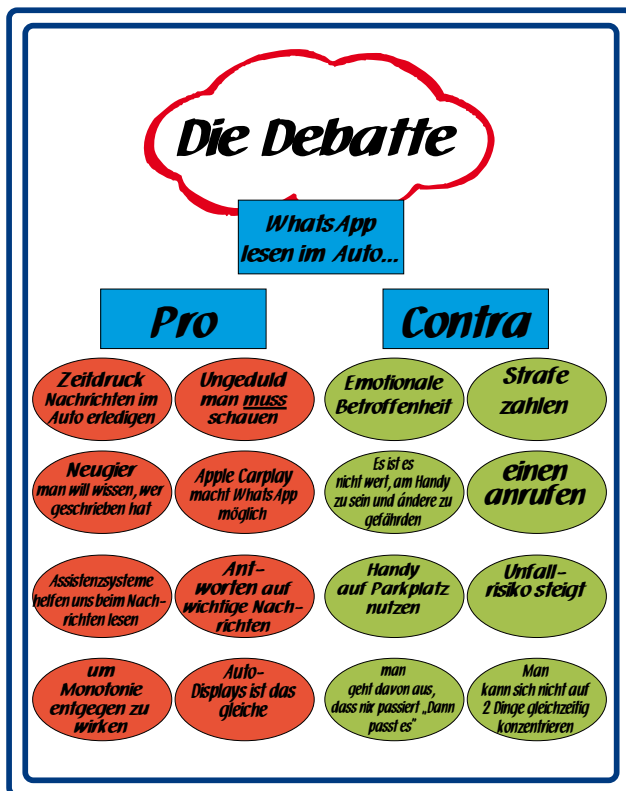 Die Debatte
WhatsApp
lesen im Auto...
Pro
Contra
Zeitdruck
Nachrichten im
Auto erledigen
Ungeduld
man muss
schauen
Emotionale
Betroffenheit
Strafe
zahlen
Neugier
man will wissen, wer
geschrieben hat
Apple Carplay
macht WhatsApp
möglich
Es ist es
nicht wert, am Handy
zu sein und ándere zu
gefährden
einen
anrufen
Assistenzsysteme
helfen uns beim Nach-
richten lesen
Ant-
worten auf
wichtige Nach-
richten
Handy
auf Parkplatz
nutzen
Unfall-
risiko steigt
um
Monotonie
entgegen zu
wirken
Auto-
Displays ist das
gleiche
man
geht davon aus,
dass nix passiert „Dann
passt es"
Man
kann sich nicht auf
2 Dinge gleichzeitig
konzentrieren